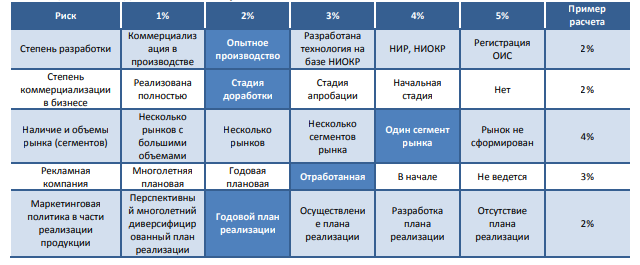 Риск 1% 2% 3% 4% 5% Пример расчета
Степень разработки
Коммерциализ
ация в
производстве
Опытное
производство
Разработана
технология на
базе НИОКР
НИР, НИОКР
Регистрация
ОИС
2%
Степень
коммерциализации
в бизнесе
Реализована
полностью
Стадия
доработки
Стадия
апробации
Начальная
стадия
Нет
2%
Наличие и объемы
рынка (сегментов)
Несколько
рынков с
большими
объемами
Несколько
рынков
Несколько
сегментов
рынка
Один сегмент
рынка
Рынок не
сформирован
4%
Рекламная
компания
Многолетняя
плановая
Годовая
плановая
Отработанная
В начале
Не ведется
3%
Маркетинговая
политика в части
реализации
продукции
Перспективны
й многолетний
диверсифициро
ванный план
реализации
Годовой план
реализации
Осуществлени
е плана
реализации
Разработка
плана
реализации
Отсутствие
плана
реализации
2%